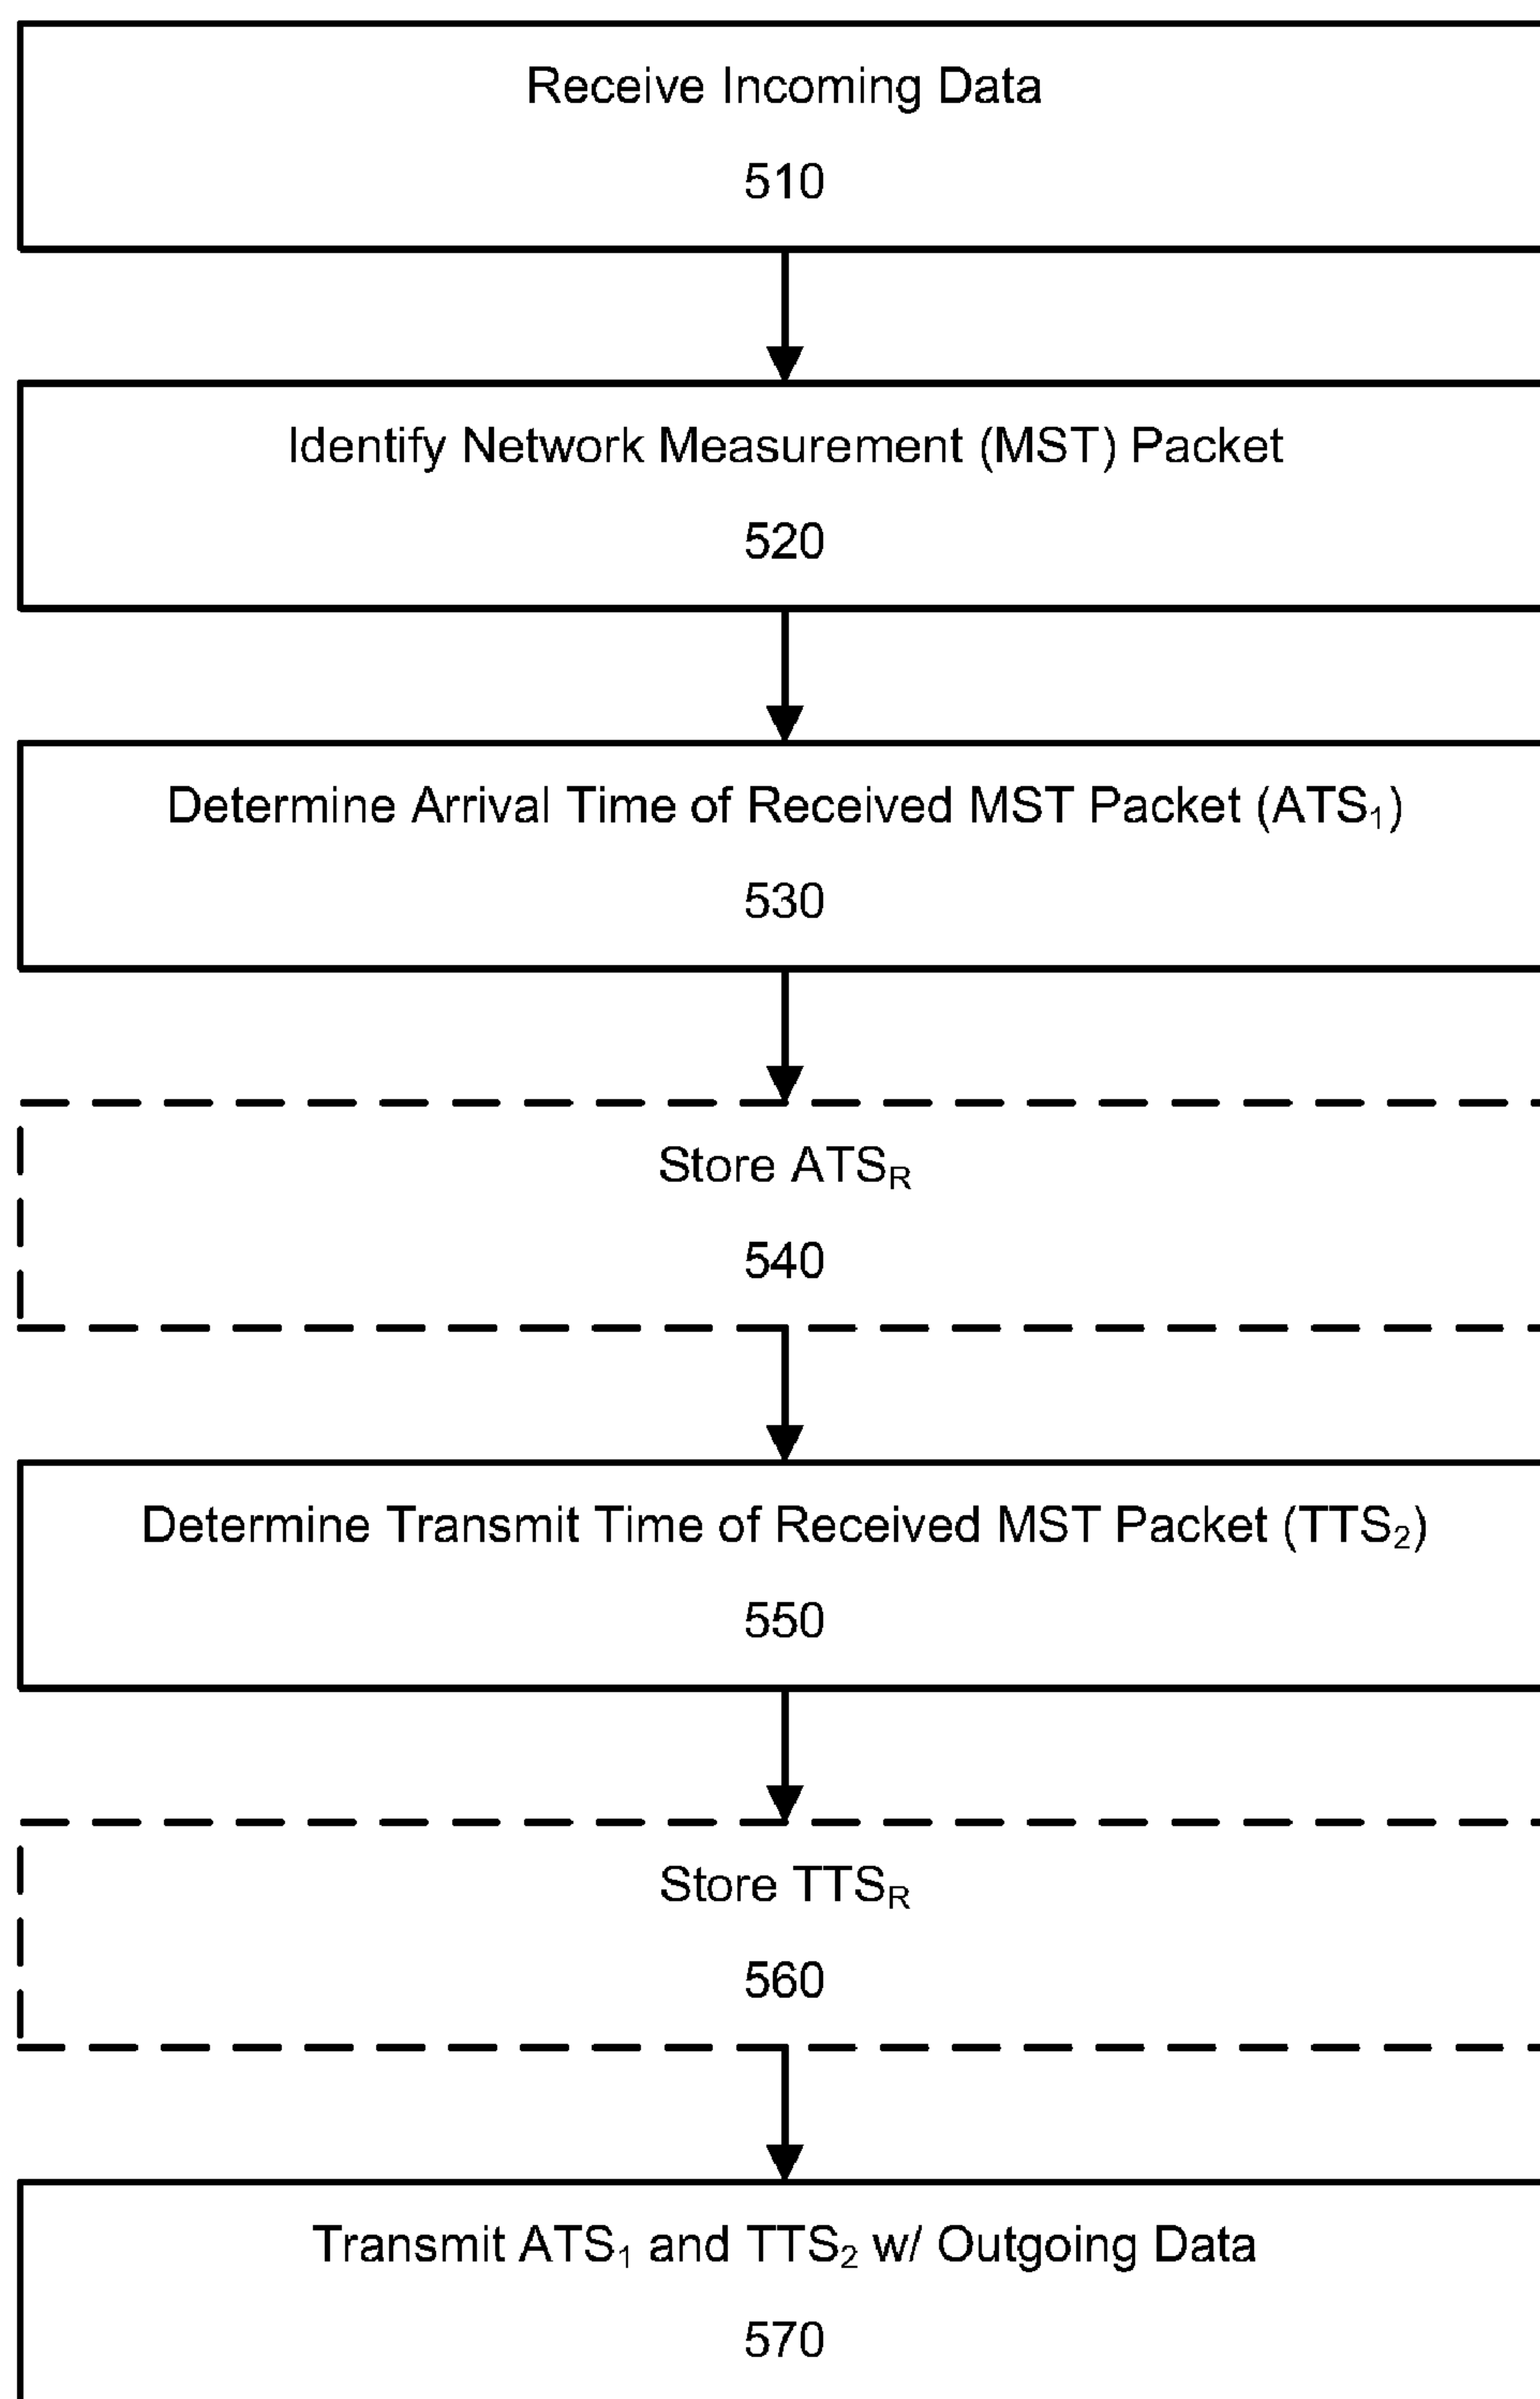 Receive Incoming Data
510
Identify Network Measurement (MST) Packet
520
Determine Arrival Time of Received MST Packet (ATS₁)
530
Store ATSR
540
Determine Transmit Time of Received MST Packet (TTS₂)
550
Store TTSR
560
Transmit ATS₁ and TTS₂ w/ Outgoing Data
570